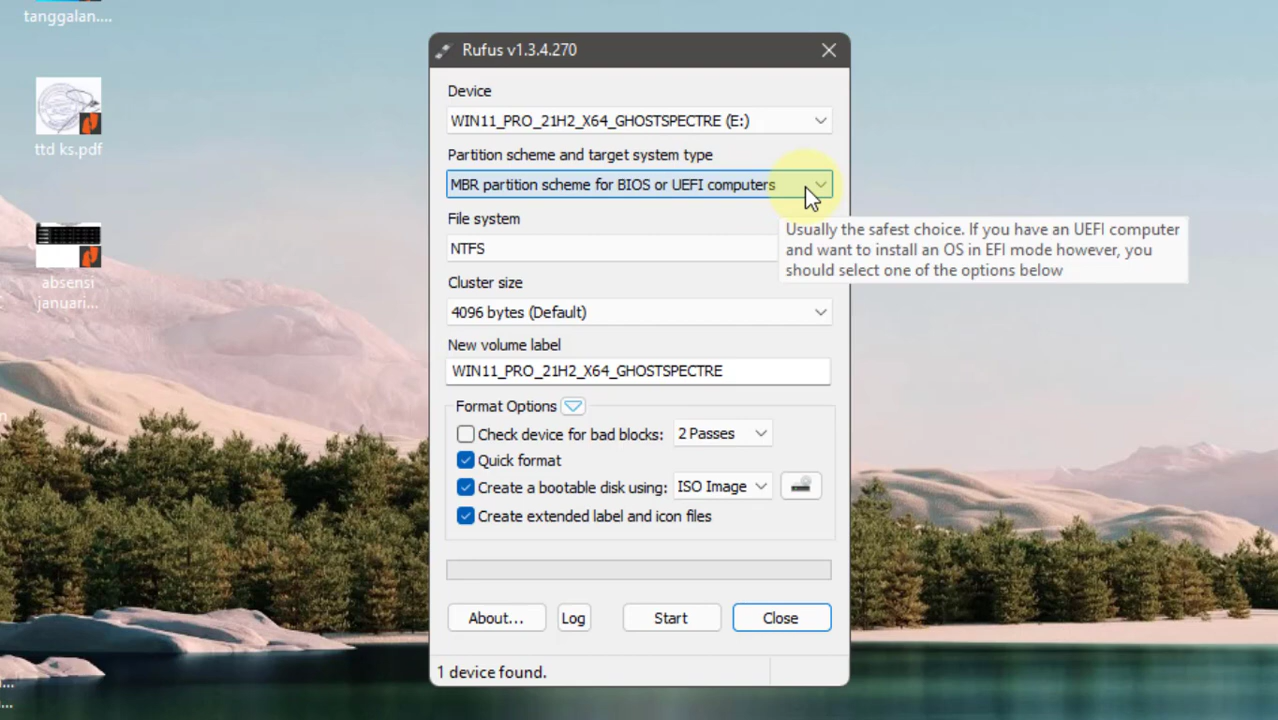 tanggalan....
ttd ks.pdf
absensi
januari...
Rufus v1.3.4.270
Device
WIN11_PRO_21H2_X64_GHOSTSPECTRE (E:)
Partition scheme and target system type
MBR partition scheme for BIOS or UEFI computers
Usually the safest choice. If you have an UEFI computer
and want to install an OS in EFI mode however, you
should select one of the options below
File system
NTFS
Cluster size
4096 bytes (Default)
New volume label
WIN11_PRO_21H2_X64_GHOSTSPECTRE
Format Options
Check device for bad blocks: 2 Passes
Quick format
Create a bootable disk using: ISO Image
Create extended label and icon files
About... Log Start Close
1 device found.